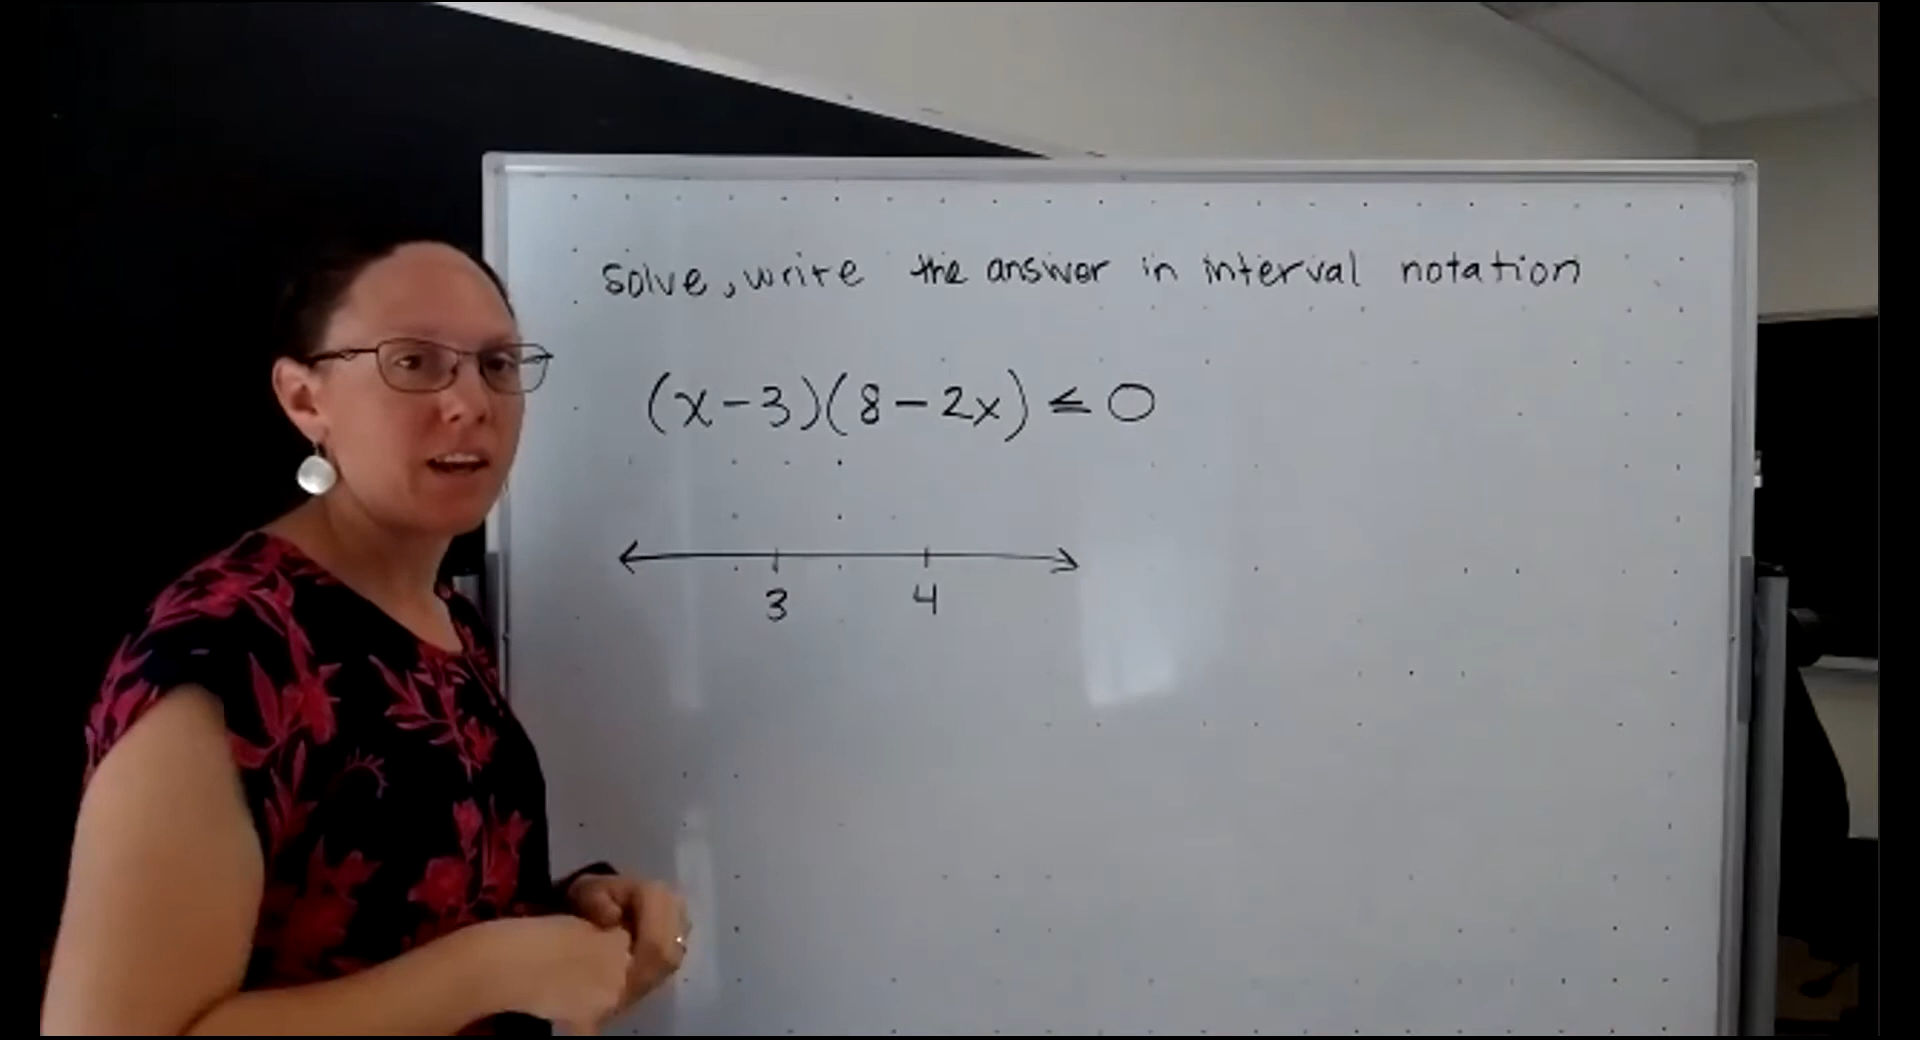 solve, write the answer in interval notation
(x-3)(8-2x) ≤ 0
3 4